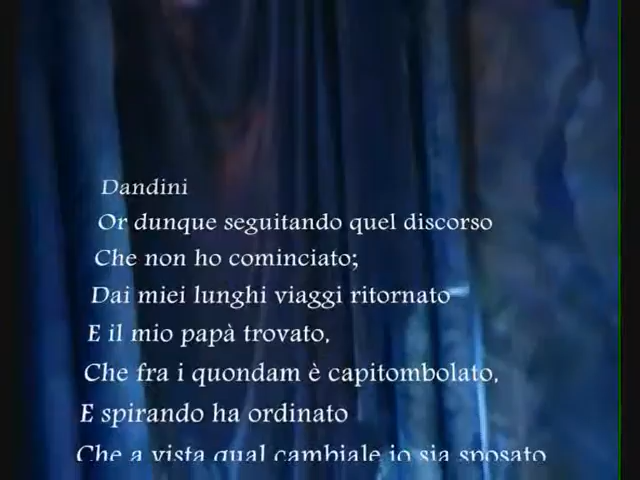 Dandini
Or dunque seguitando quel discorso
Che non ho cominciato;
Dai miei lunghi viaggi ritornato
E il mio papà trovato,
Che fra i quondam è capitombolato,
E spirando ha ordinato
Che a vista qual cambiale io sia sposato